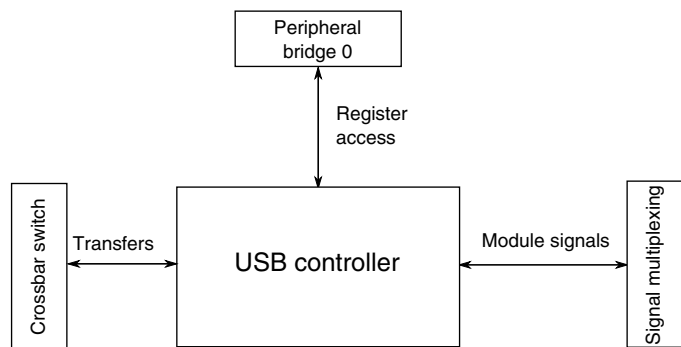 Peripheral
bridge 0
Register
access
Crossbar switch
Transfers
USB controller
Module signals
Signal multiplexing